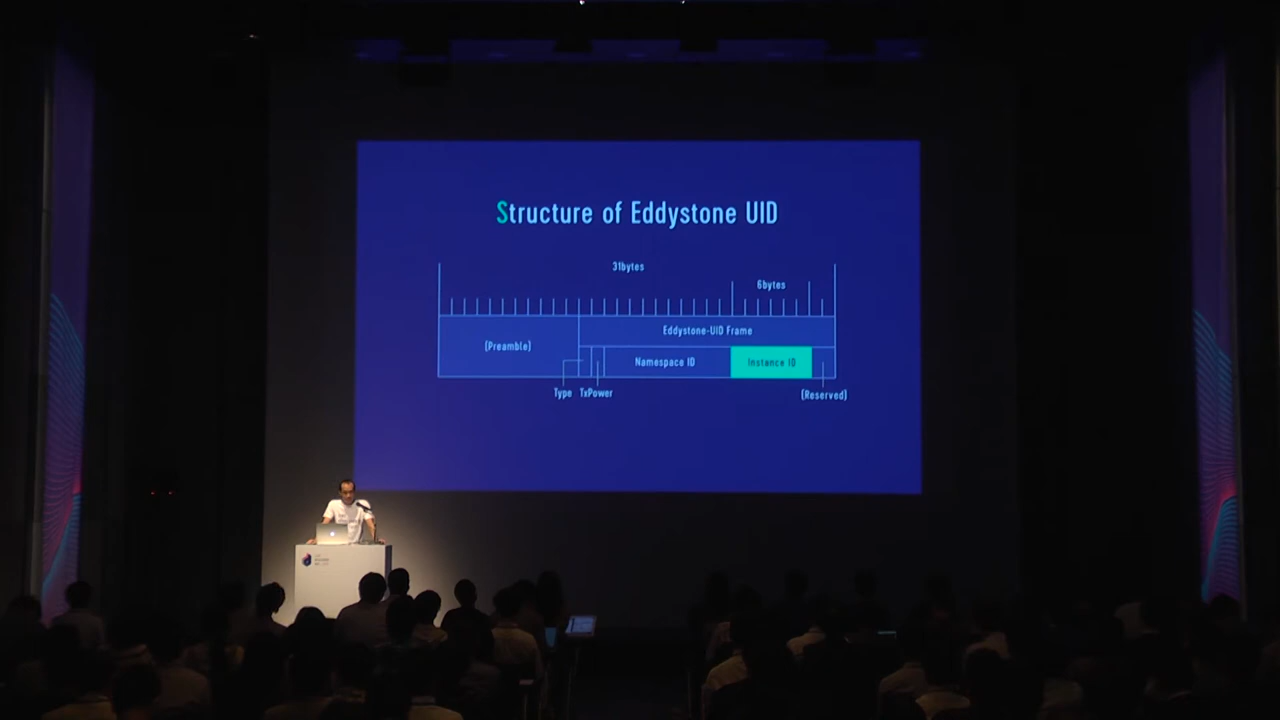 Structure of Eddystone UID
31bytes
6bytes
Eddystone-UID Frame
(Preamble)
Namespace ID
Instance ID
Type
TxPower
(Reserved)